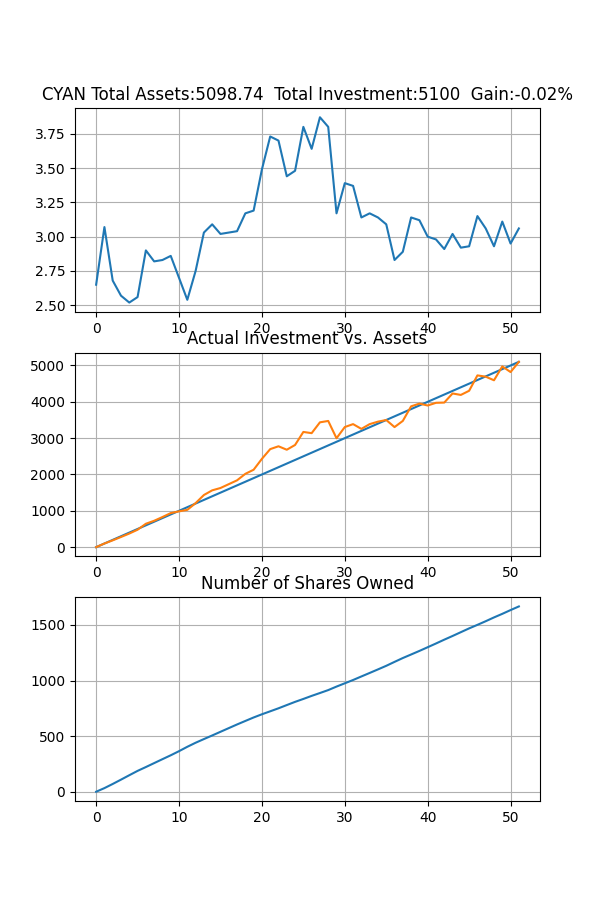 CYAN Total Assets:5098.74  Total Investment:5100  Gain:-0.02%
3.75
3.50
3.25
3.00
2.75
2.50
0 10 20 30 40 50
Actual Investment vs. Assets
5000
4000
3000
2000
1000
0
0 10 20 30 40 50
Number of Shares Owned
1500
1000
500
0
0 10 20 30 40 50